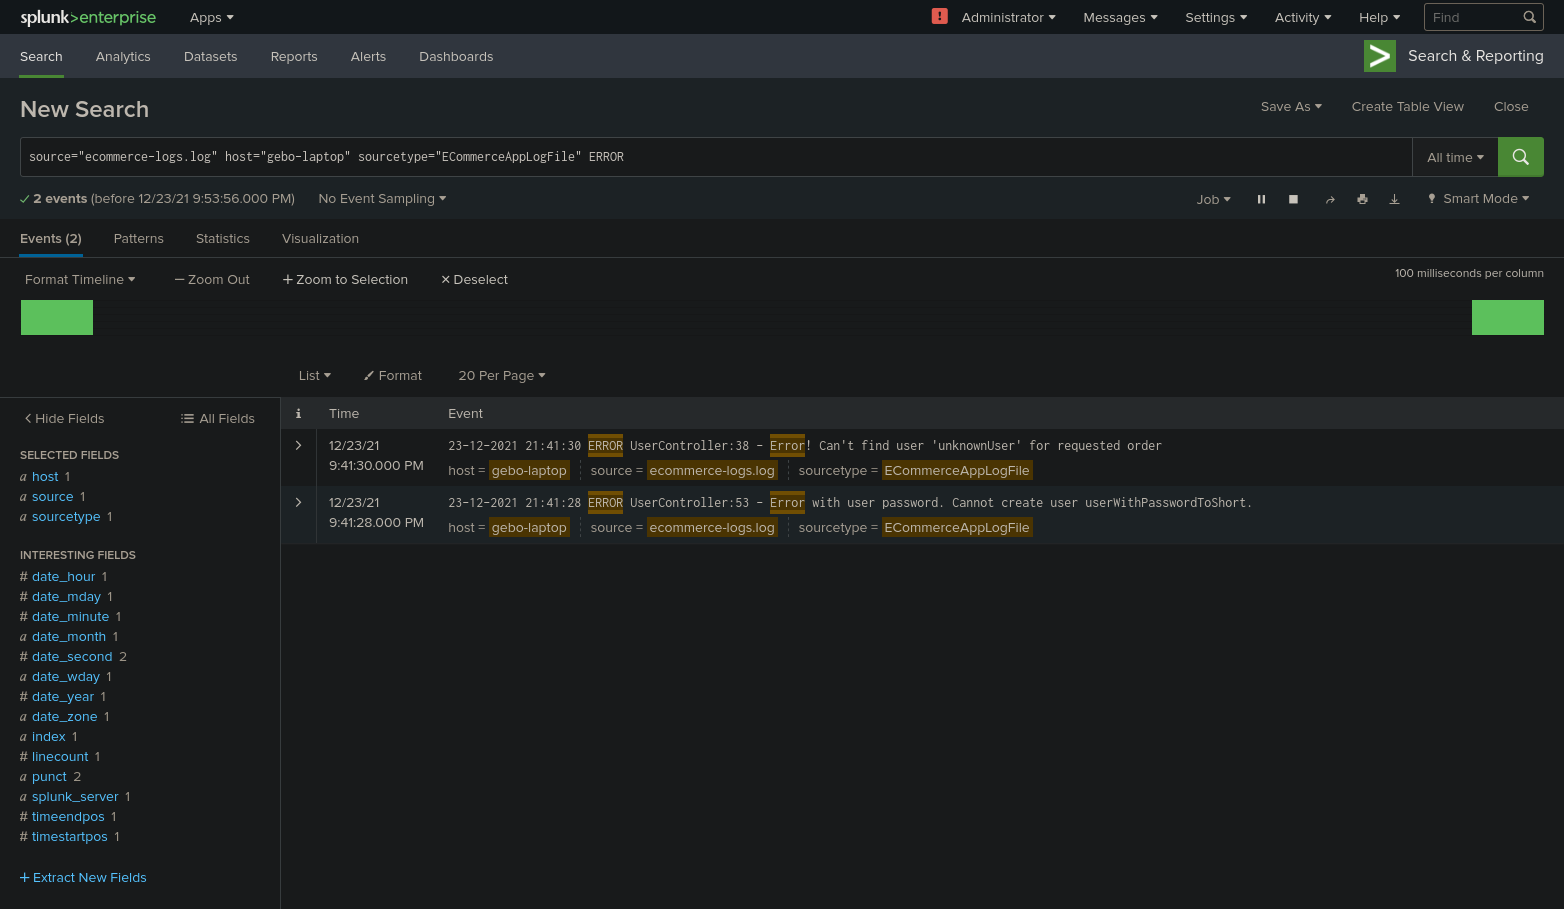 splunk>enterprise Apps Administrator Messages Settings Activity Help Find
Search Analytics Datasets Reports Alerts Dashboards Search & Reporting
New Search Save As Create Table View Close
source="ecommerce-logs.log" host="gebo-laptop" sourcetype="ECommerceAppLogFile" ERROR All time
2 events (before 12/23/21 9:53:56.000 PM) No Event Sampling Job Smart Mode
Events (2) Patterns Statistics Visualization
Format Timeline — Zoom Out + Zoom to Selection × Deselect 100 milliseconds per column
List Format 20 Per Page
< Hide Fields All Fields
SELECTED FIELDS
a host 1
a source 1
a sourcetype 1
INTERESTING FIELDS
# date_hour 1
# date_mday 1
# date_minute 1
a date_month 1
# date_second 2
a date_wday 1
# date_year 1
a date_zone 1
a index 1
# linecount 1
a punct 2
a splunk_server 1
# timeendpos 1
# timestartpos 1
+ Extract New Fields
i Time Event
> 12/23/21 23-12-2021 21:41:30 ERROR UserController:38 - Error! Can't find user 'unknownUser' for requested order
9:41:30.000 PM host = gebo-laptop source = ecommerce-logs.log sourcetype = ECommerceAppLogFile
> 12/23/21 23-12-2021 21:41:28 ERROR UserController:53 - Error with user password. Cannot create user userWithPasswordToShort.
9:41:28.000 PM host = gebo-laptop source = ecommerce-logs.log sourcetype = ECommerceAppLogFile